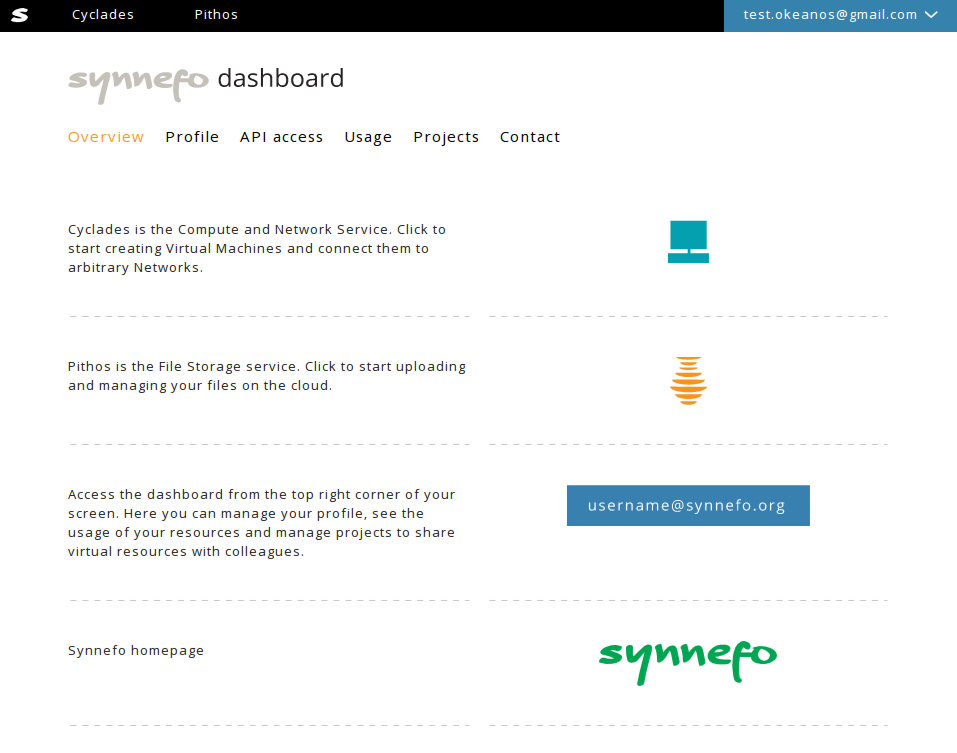 S Cyclades Pithos test.okeanos@gmail.com
synnefo dashboard
Overview Profile API access Usage Projects Contact
Cyclades is the Compute and Network Service. Click to
start creating Virtual Machines and connect them to
arbitrary Networks.
Pithos is the File Storage service. Click to start uploading
and managing your files on the cloud.
Access the dashboard from the top right corner of your
screen. Here you can manage your profile, see the
usage of your resources and manage projects to share
virtual resources with colleagues.
username@synnefo.org
Synnefo homepage
synnefo